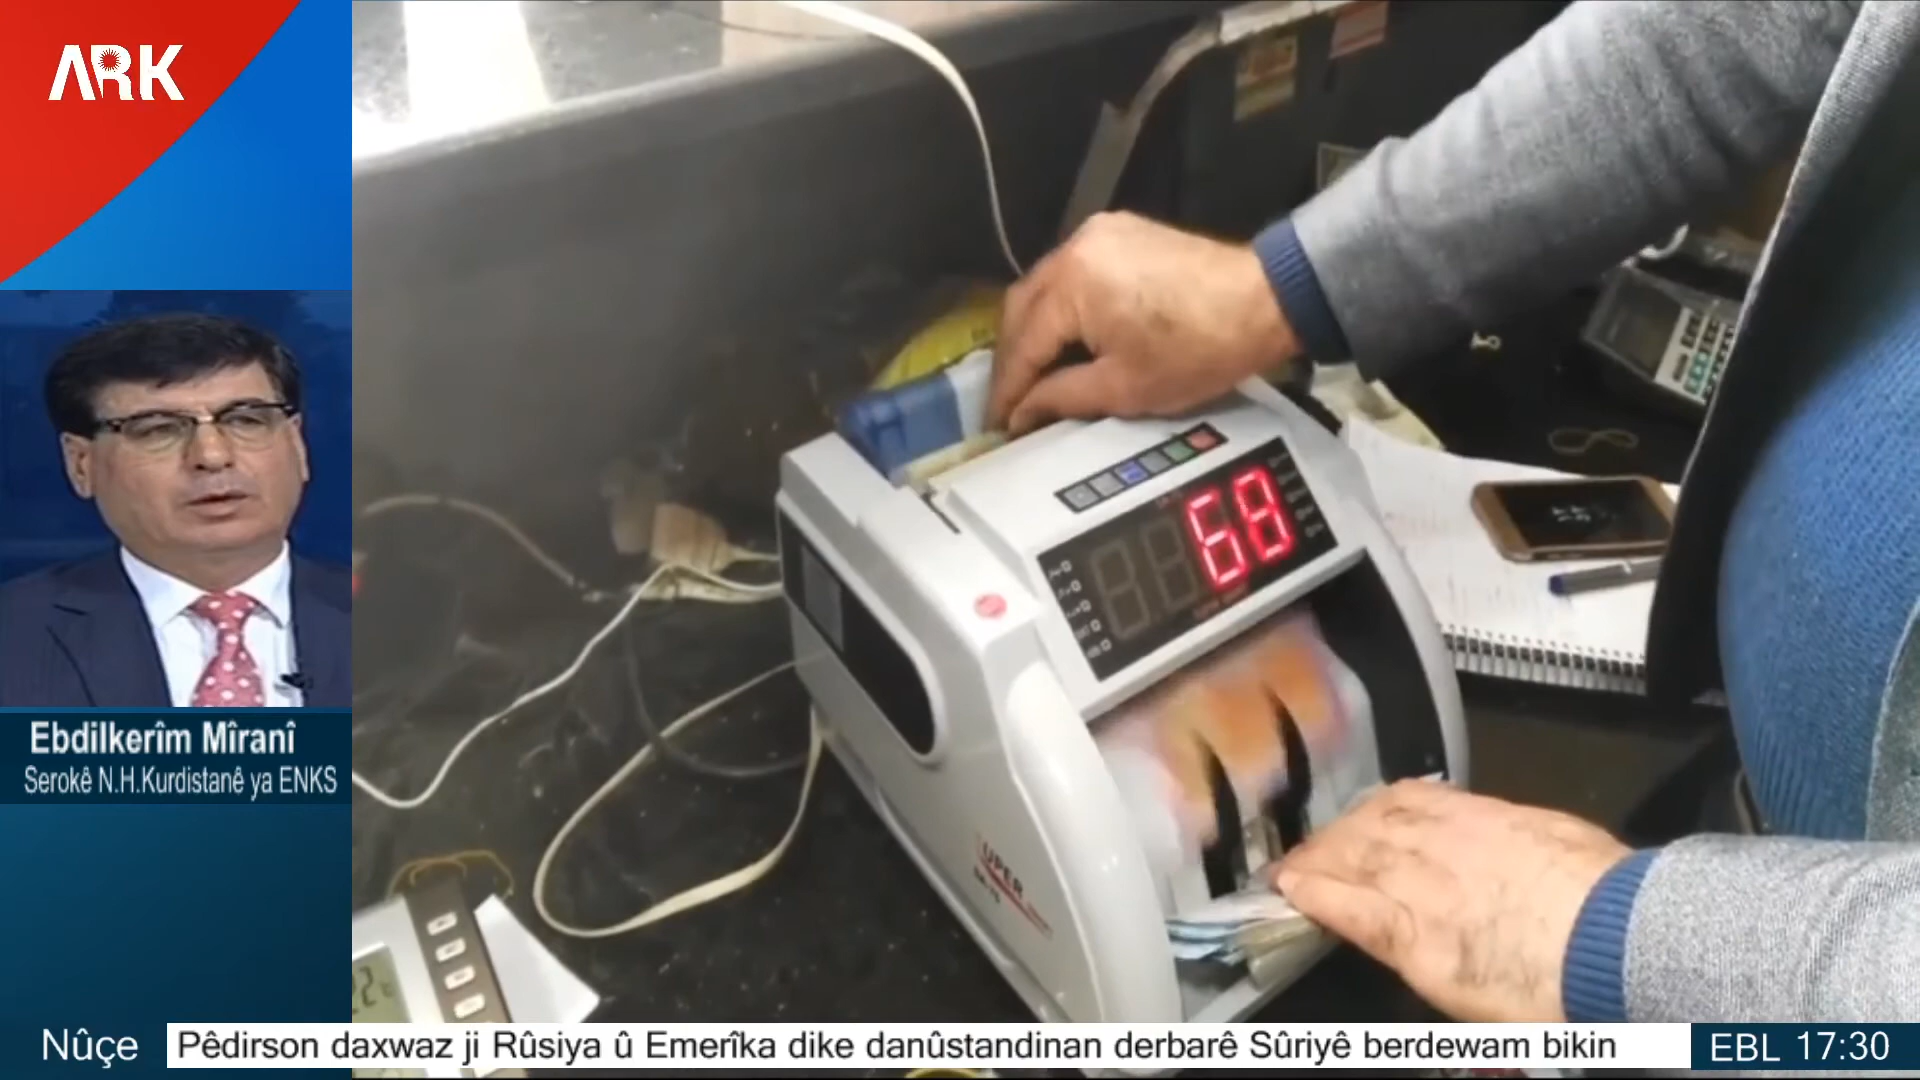 ARK
68
UPER
Ebdilkerîm Mîranî
Serokê N.H.Kurdistanê ya ENKS
Nûçe
Pêdirson daxwaz ji Rûsiya û Emerîka dike danûstandinan derbarê Sûriyê berdewam bikin
EBL 17:30